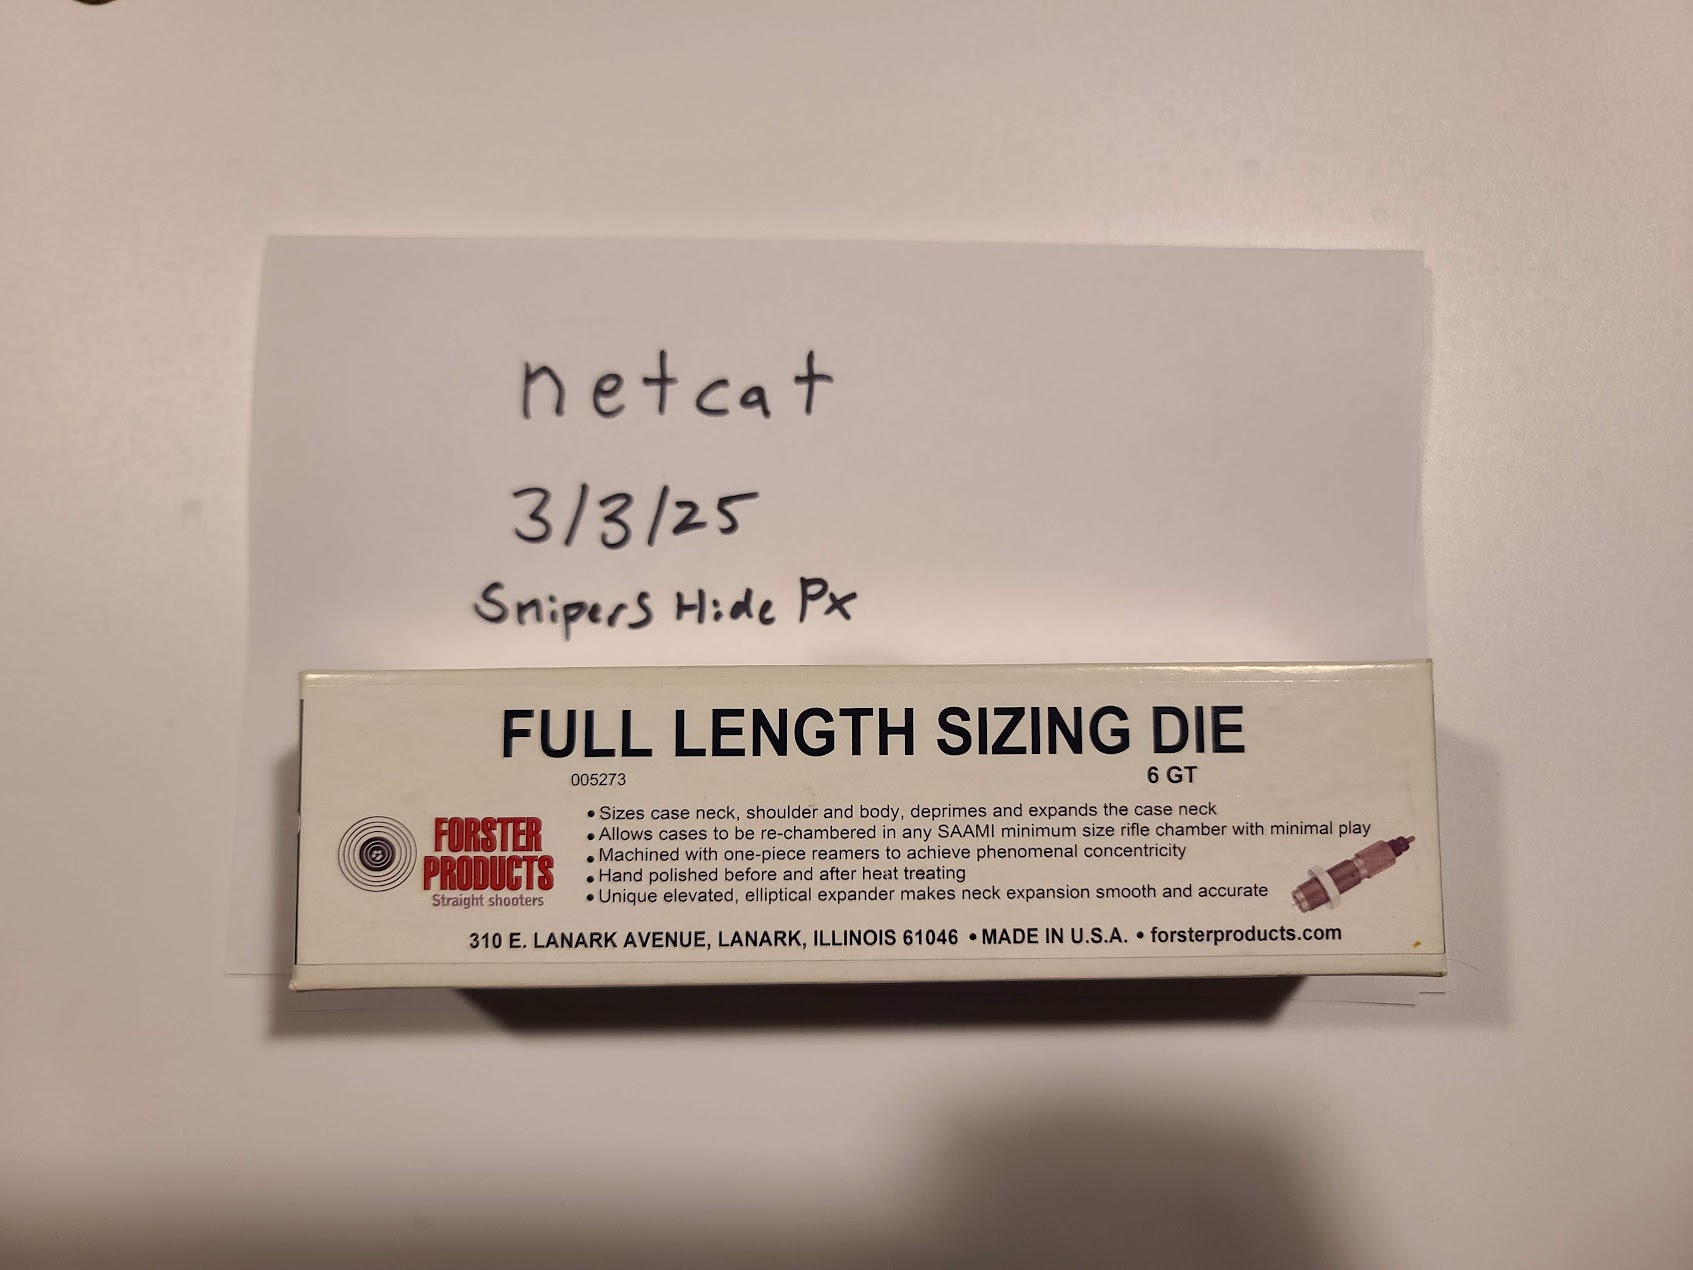 netcat
3/3/25
Snipers Hide Px
FULL LENGTH SIZING DIE
005273
6 GT
FORSTER
PRODUCTS
Straight shooters
• Sizes case neck, shoulder and body, deprimes and expands the case neck
• Allows cases to be re-chambered in any SAAMI minimum size rifle chamber with minimal play
• Machined with one-piece reamers to achieve phenomenal concentricity
• Hand polished before and after heat treating
• Unique elevated, elliptical expander makes neck expansion smooth and accurate
310 E. LANARK AVENUE, LANARK, ILLINOIS 61046 • MADE IN U.S.A. • forsterproducts.com